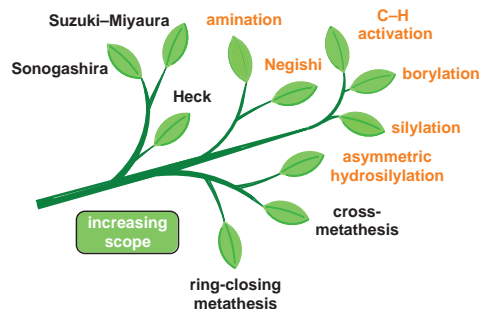 Suzuki–Miyaura
amination
C–H
activation
Sonogashira
Negishi
borylation
Heck
silylation
asymmetric
hydrosilylation
increasing
scope
cross-
metathesis
ring-closing
metathesis